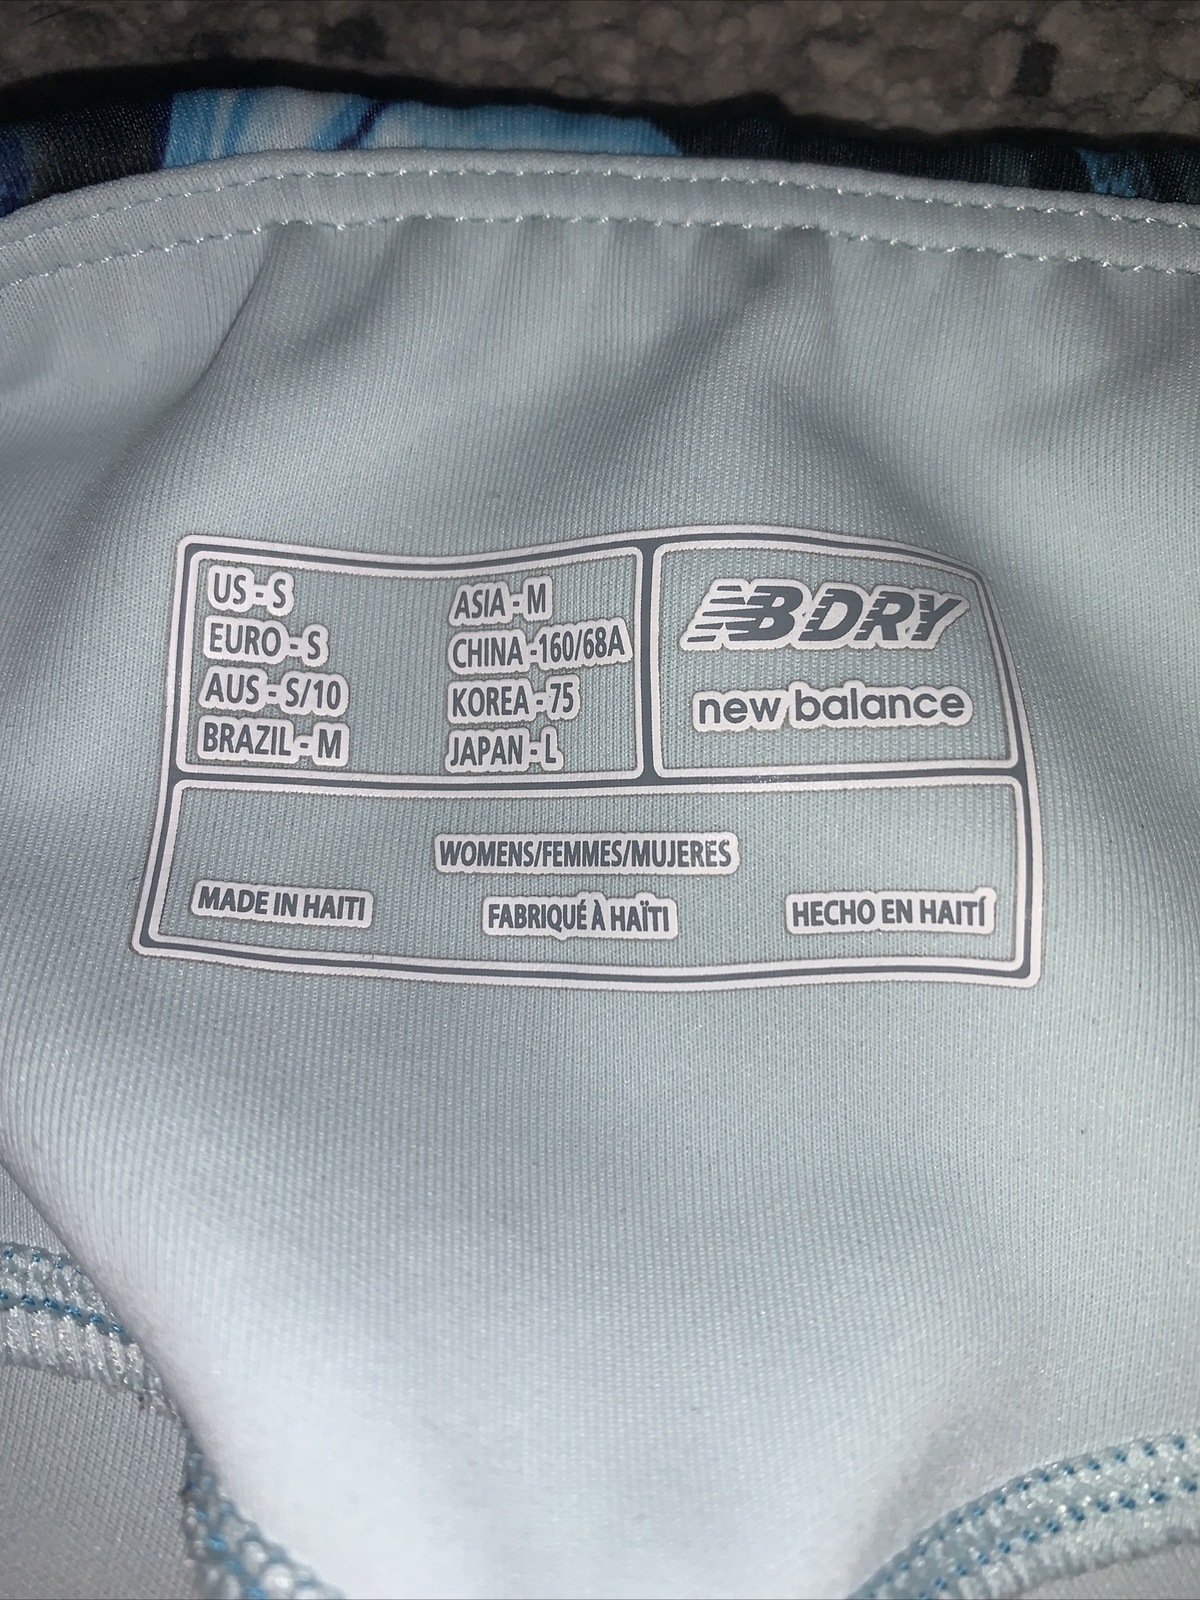 US - S
EURO - S
AUS - S/10
BRAZIL - M
ASIA - M
CHINA -160/68A
KOREA - 75
JAPAN - L
NB DRY
new balance
WOMENS/FEMMES/MUJERES
MADE IN HAITI
FABRIQUÉ À HAÏTI
HECHO EN HAITÍ